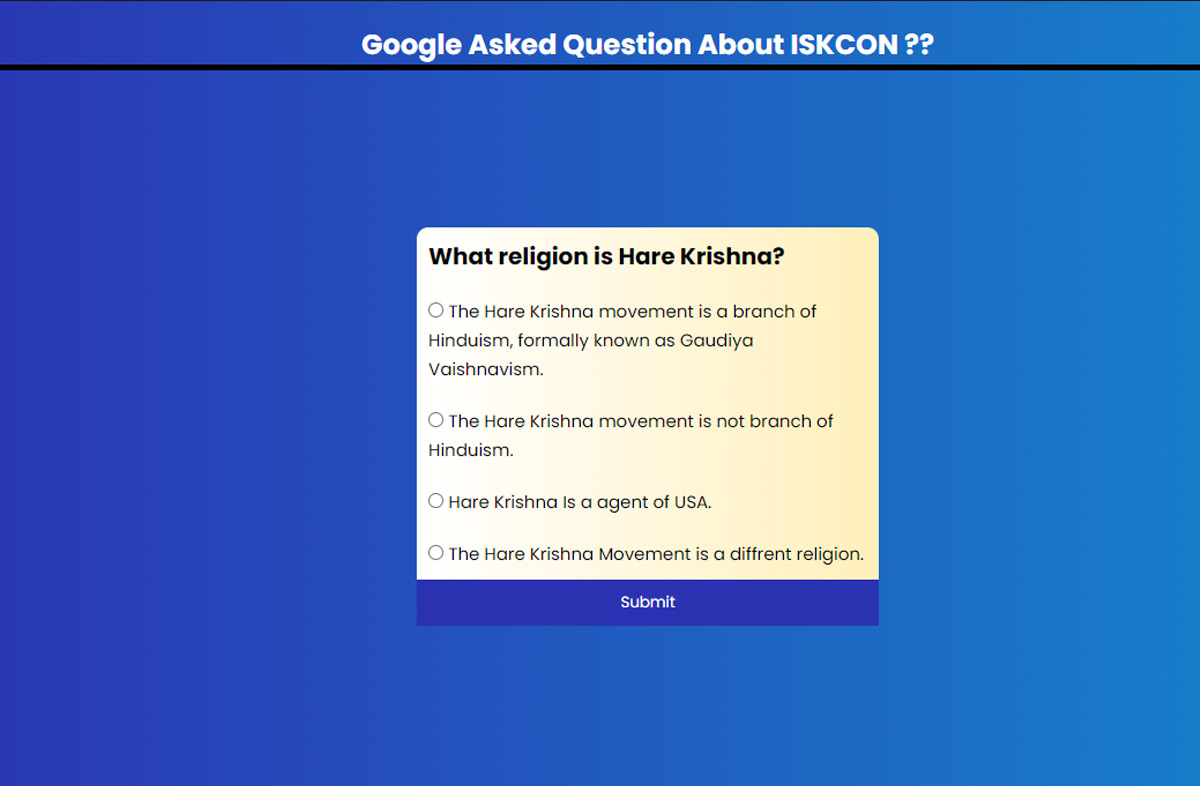 Google Asked Question About ISKCON ??
What religion is Hare Krishna?
The Hare Krishna movement is a branch of
Hinduism, formally known as Gaudiya
Vaishnavism.
The Hare Krishna movement is not branch of
Hinduism.
Hare Krishna Is a agent of USA.
The Hare Krishna Movement is a diffrent religion.
Submit